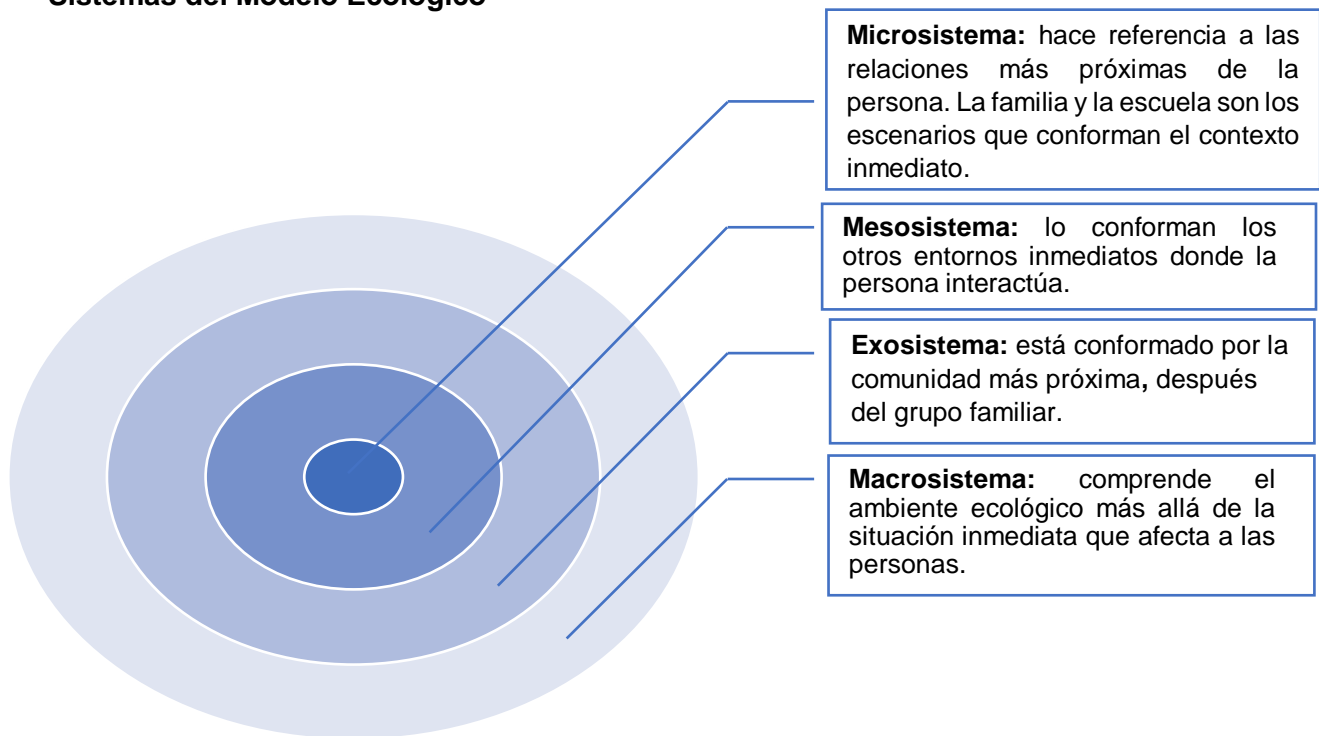 Sistemas del Modelo Ecológico
Microsistema: hace referencia a las
relaciones más próximas de la
persona. La familia y la escuela son los
escenarios que conforman el contexto
inmediato.
Mesosistema: lo conforman los
otros entornos inmediatos donde la
persona interactúa.
Exosistema: está conformado por la
comunidad más próxima, después
del grupo familiar.
Macrosistema: comprende el
ambiente ecológico más allá de la
situación inmediata que afecta a las
personas.